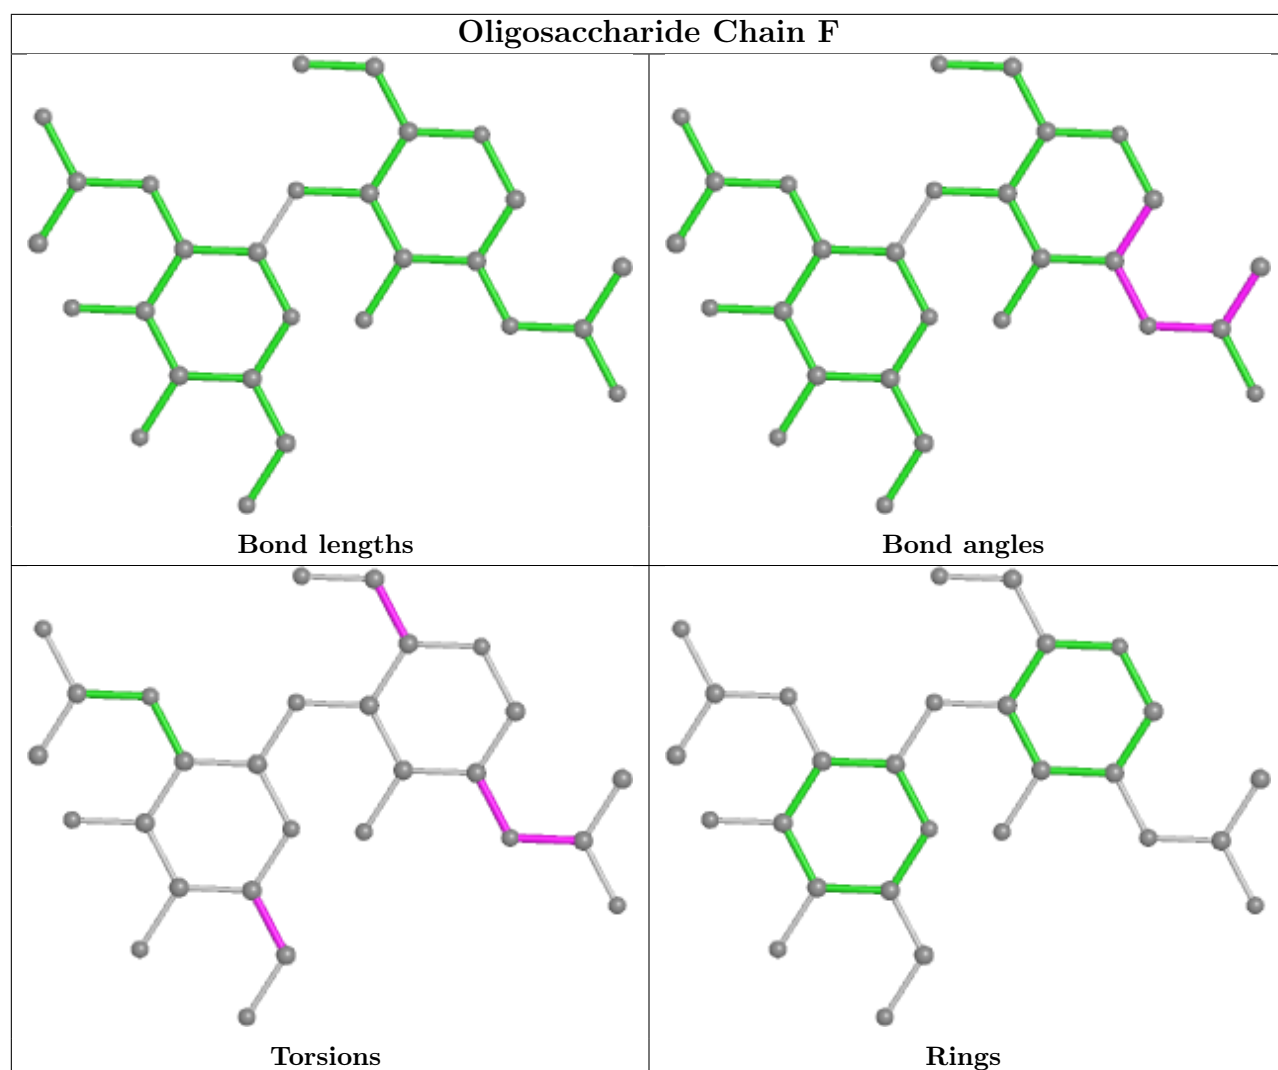 Oligosaccharide Chain F
Bond lengths
Bond angles
Torsions
Rings